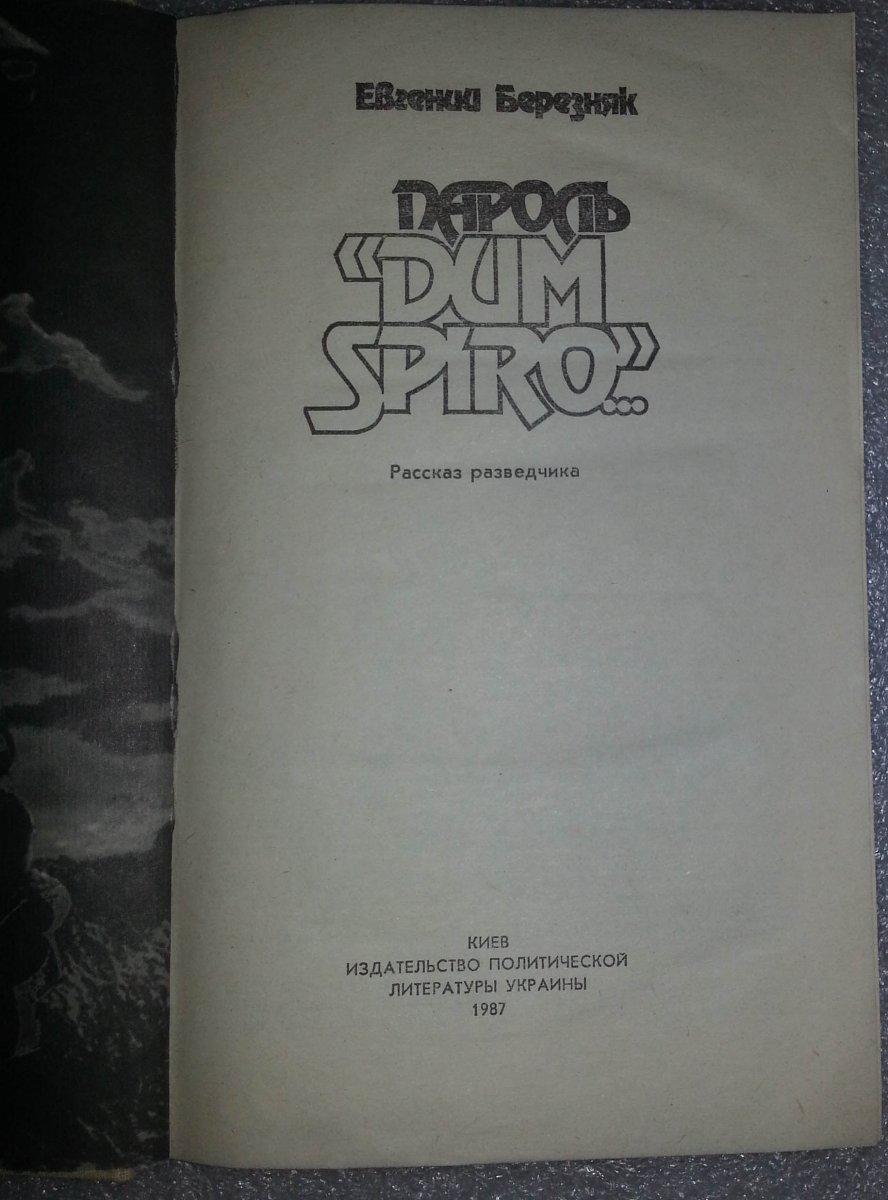 Евгений Березняк
ПАРОЛЬ
«DUM
SPIRO...»
Рассказ разведчика
КИЕВ
ИЗДАТЕЛЬСТВО ПОЛИТИЧЕСКОЙ
ЛИТЕРАТУРЫ УКРАИНЫ
1987